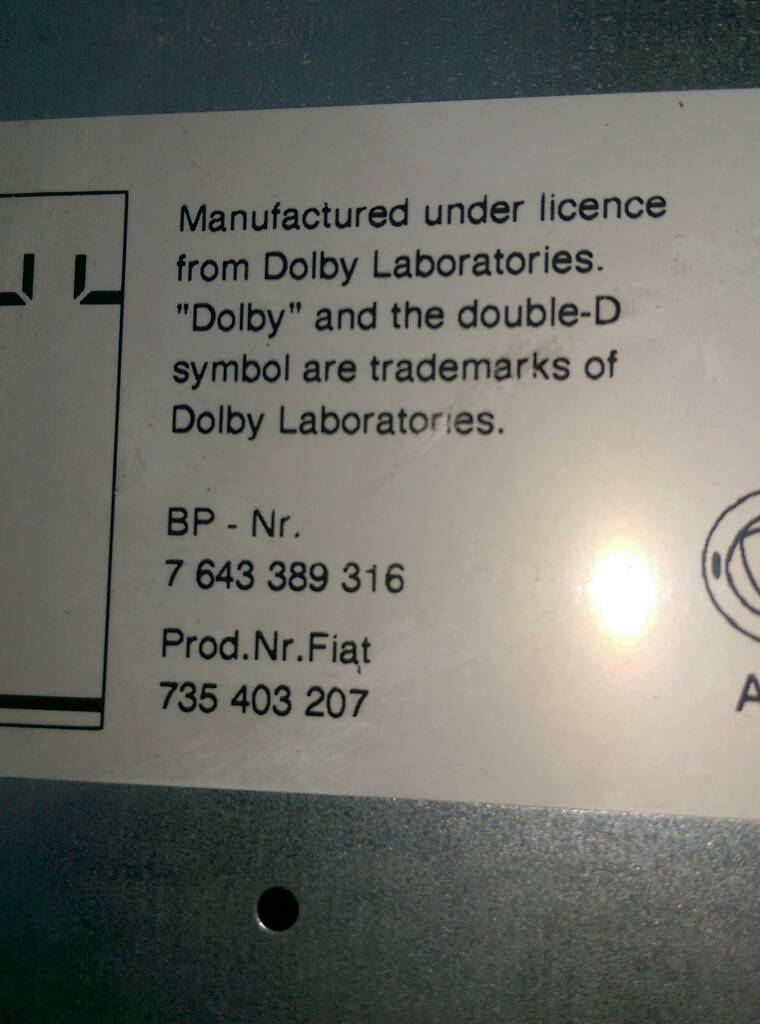 Manufactured under licence
from Dolby Laboratories.
"Dolby" and the double-D
symbol are trademarks of
Dolby Laboratories.
BP - Nr.
7 643 389 316
Prod.Nr.Fiat
735 403 207
A